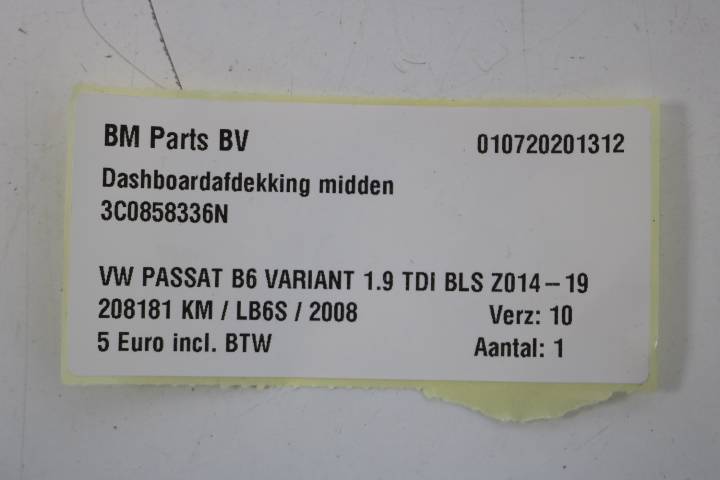 BM Parts BV 010720201312
Dashboardafdekking midden
3C0858336N
VW PASSAT B6 VARIANT 1.9 TDI BLS Z014-19
208181 KM / LB6S / 2008 Verz: 10
5 Euro incl. BTW Aantal: 1